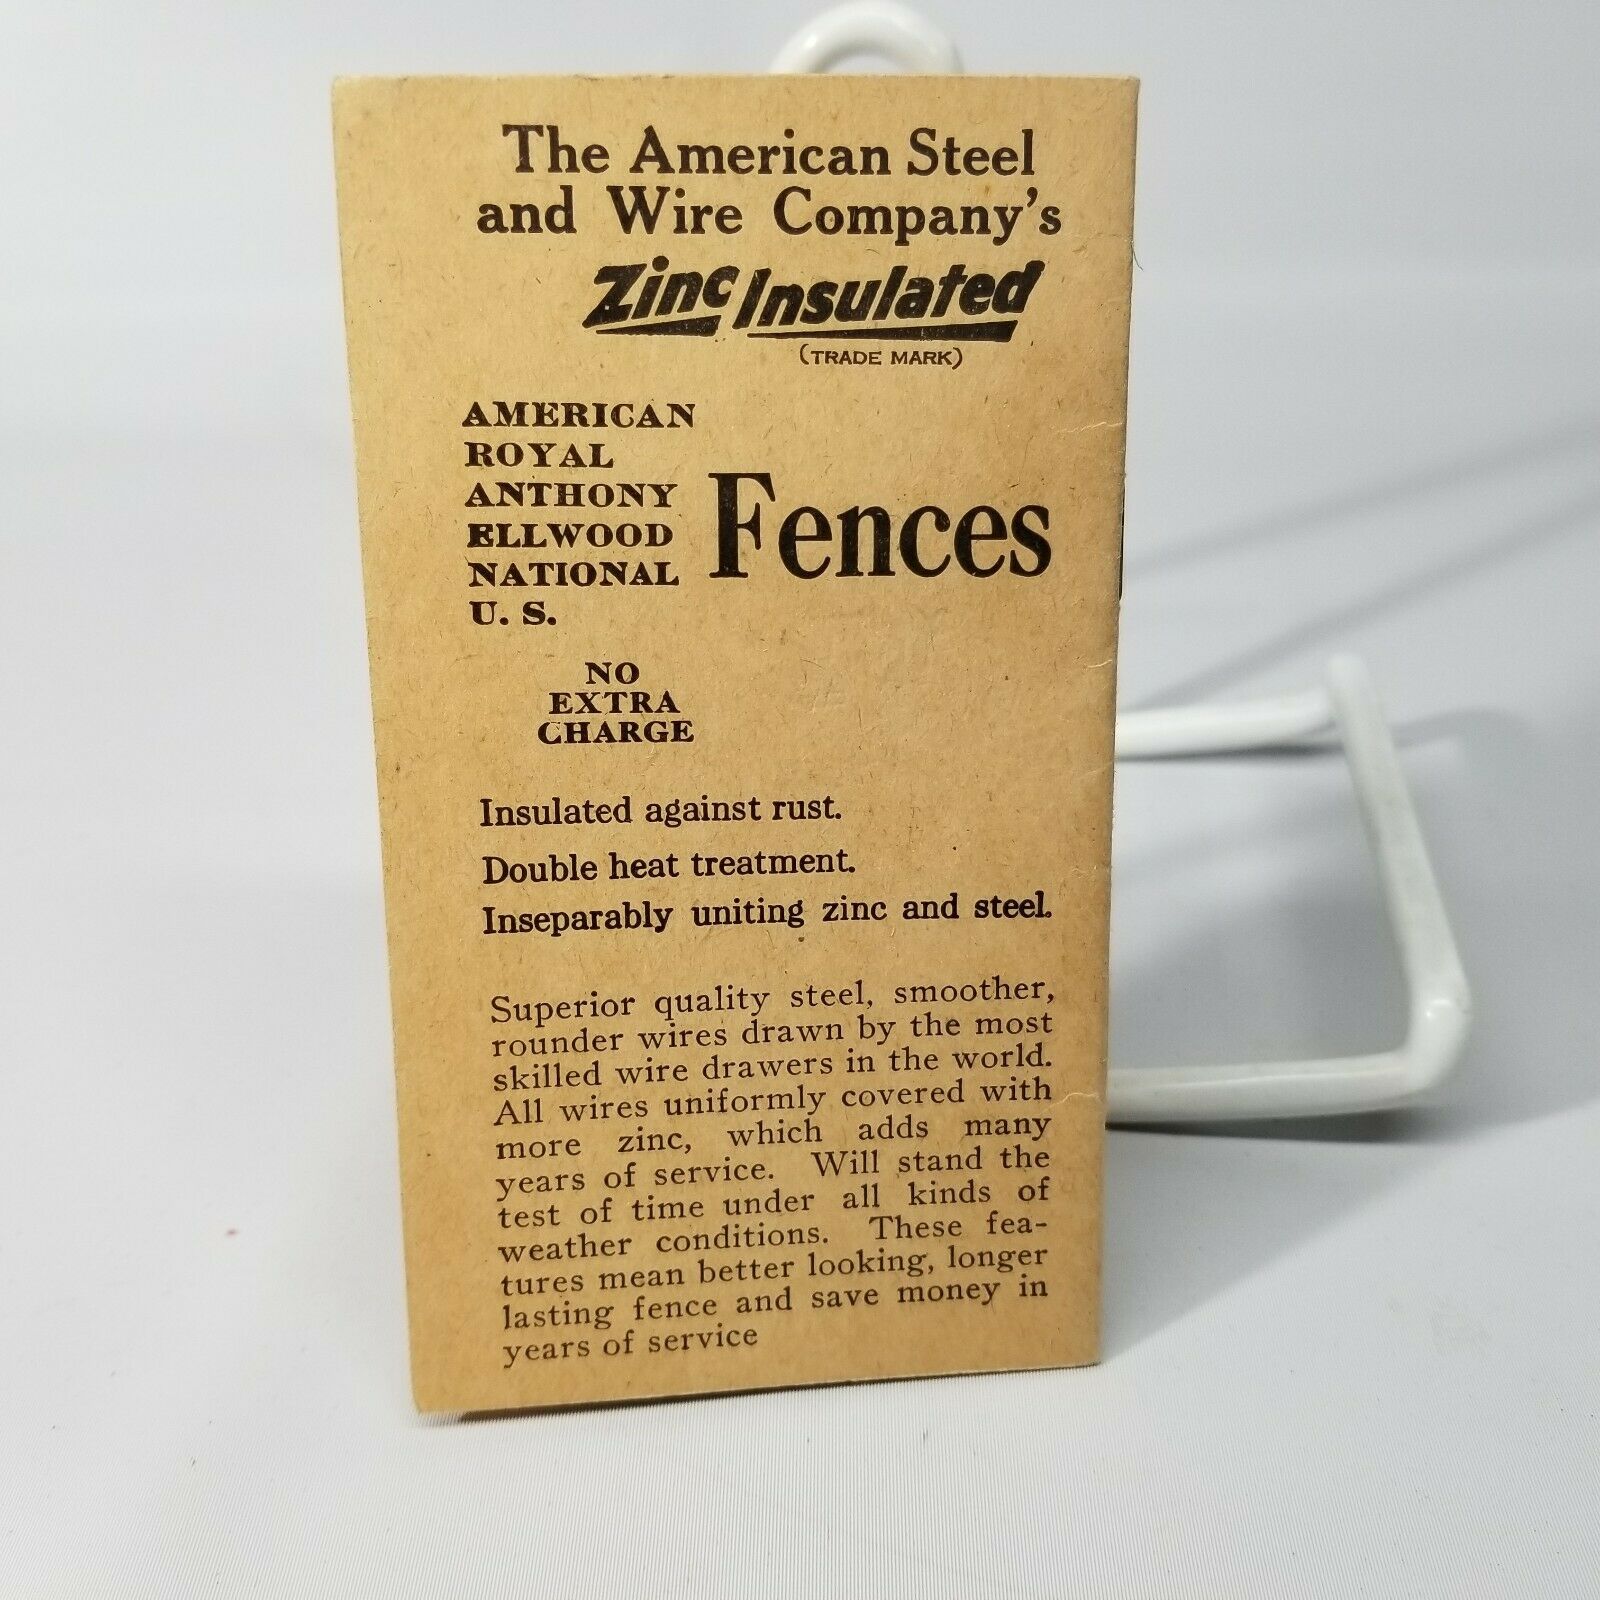 The American Steel
and Wire Company's
Zinc Insulated
(TRADE MARK)
AMERICAN
ROYAL
ANTHONY
ELLWOOD
NATIONAL
U. S.
Fences
NO
EXTRA
CHARGE
Insulated against rust.
Double heat treatment.
Inseparably uniting zinc and steel.
Superior quality steel, smoother,
rounder wires drawn by the most
skilled wire drawers in the world.
All wires uniformly covered with
more zinc, which adds many
years of service. Will stand the
test of time under all kinds of
weather conditions. These fea-
tures mean better looking, longer
lasting fence and save money in
years of service